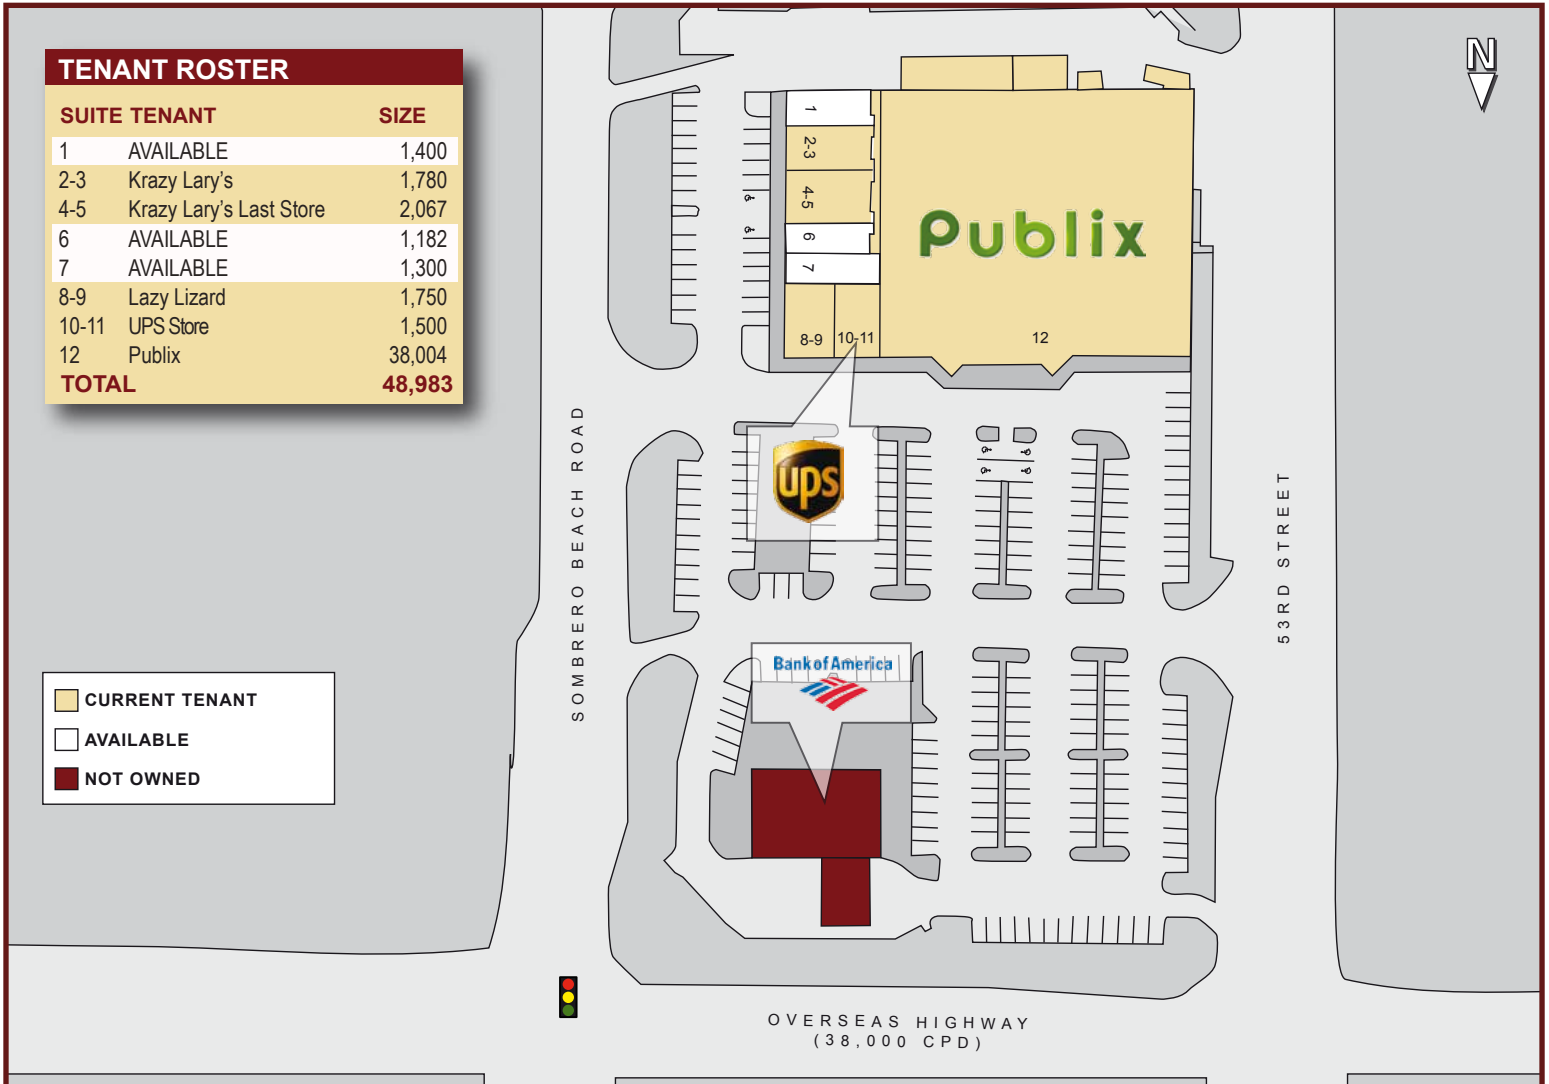 TENANT ROSTER
SUITE TENANT SIZE
1 AVAILABLE 1,400
2-3 Krazy Lary's 1,780
4-5 Krazy Lary's Last Store 2,067
6 AVAILABLE 1,182
7 AVAILABLE 1,300
8-9 Lazy Lizard 1,750
10-11 UPS Store 1,500
12 Publix 38,004
TOTAL 48,983
N
1
2-3
4-5
6
7
8-9
10-11
12
Publix
ups
SOMBRERO BEACH ROAD
53RD STREET
Bank of America
CURRENT TENANT
AVAILABLE
NOT OWNED
OVERSEAS HIGHWAY
(38,000 CPD)